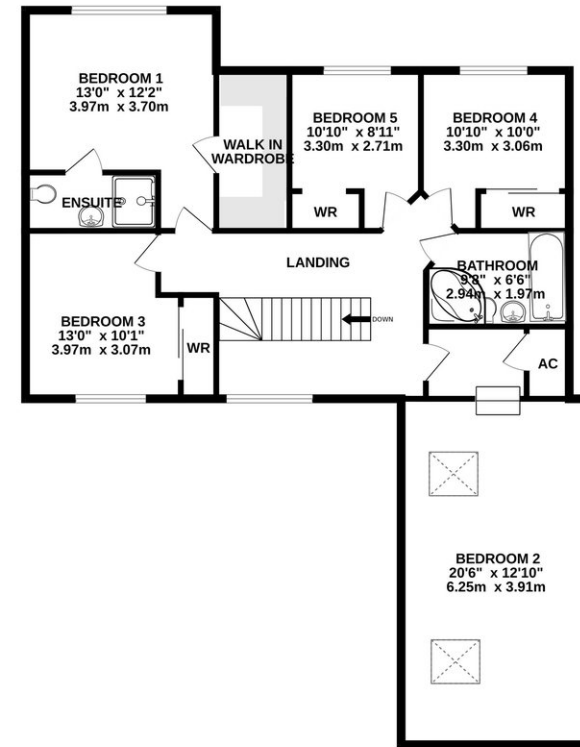 BEDROOM 1
13'0" x 12'2"
3.97m x 3.70m
WALK IN
WARDROBE
BEDROOM 5
10'10" x 8'11"
3.30m x 2.71m
BEDROOM 4
10'10" x 10'0"
3.30m x 3.06m
ENSUITE
WR
WR
LANDING
BATHROOM
9'8" x 6'6"
2.94m x 1.97m
BEDROOM 3
13'0" x 10'1"
3.97m x 3.07m
WR
DOWN
AC
BEDROOM 2
20'6" x 12'10"
6.25m x 3.91m